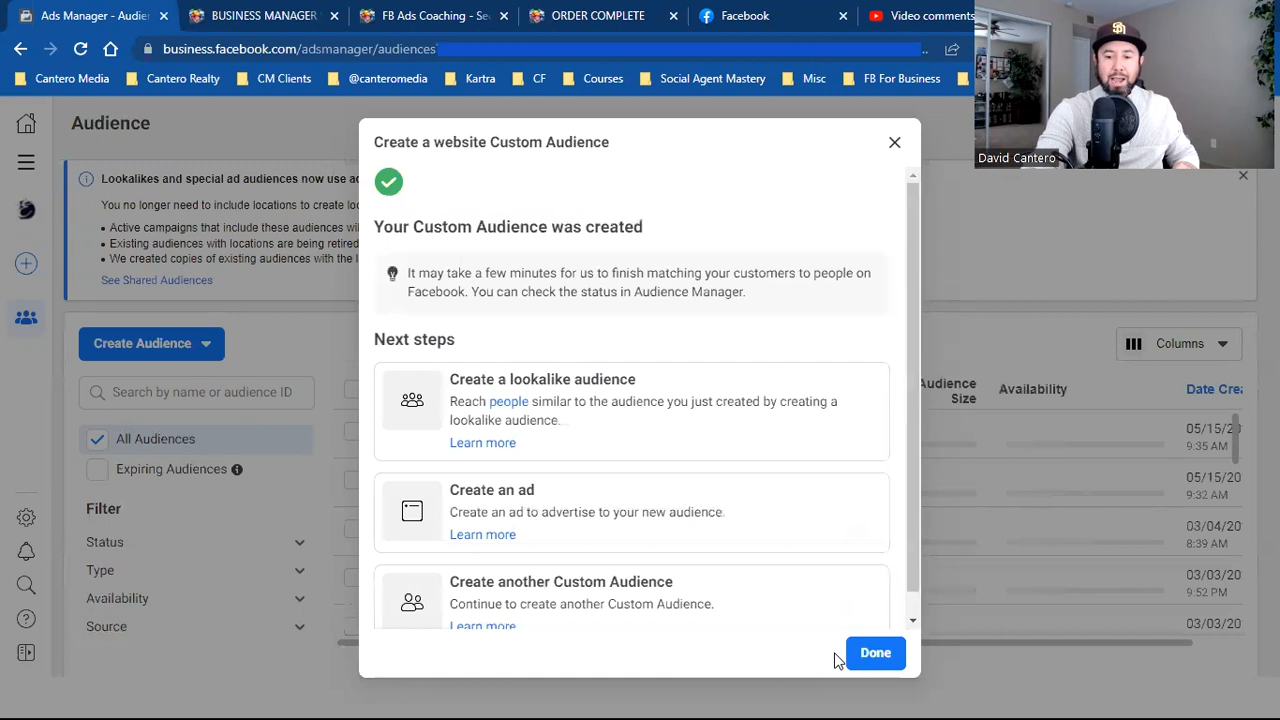 Ads Manager - Audien
BUSINESS MANAGER
FB Ads Coaching - Se
ORDER COMPLETE
Facebook
Video comments
business.facebook.com/adsmanager/audiences
Cantero Media
Cantero Realty
CM Clients
@canteromedia
Kartra
CF
Courses
Social Agent Mastery
Misc
FB For Business
David Cantero
Audience
Lookalikes and special ad audiences now use ad
You no longer need to include locations to create loo
• Active campaigns that include these audiences wil
• Existing audiences with locations are being retired
• We created copies of existing audiences with the l
See Shared Audiences
Create Audience
Search by name or audience ID
All Audiences
Expiring Audiences
Filter
Status
Type
Availability
Source
Create a website Custom Audience
Your Custom Audience was created
It may take a few minutes for us to finish matching your customers to people on
Facebook. You can check the status in Audience Manager.
Next steps
Create a lookalike audience
Reach people similar to the audience you just created by creating a
lookalike audience.
Learn more
Create an ad
Create an ad to advertise to your new audience.
Learn more
Create another Custom Audience
Continue to create another Custom Audience.
Learn more
Done
Columns
Audience
Size
Availability
Date Crea
05/15/20
9:35 AM
05/15/20
9:32 AM
03/04/20
8:39 AM
03/03/20
9:52 PM
03/03/20